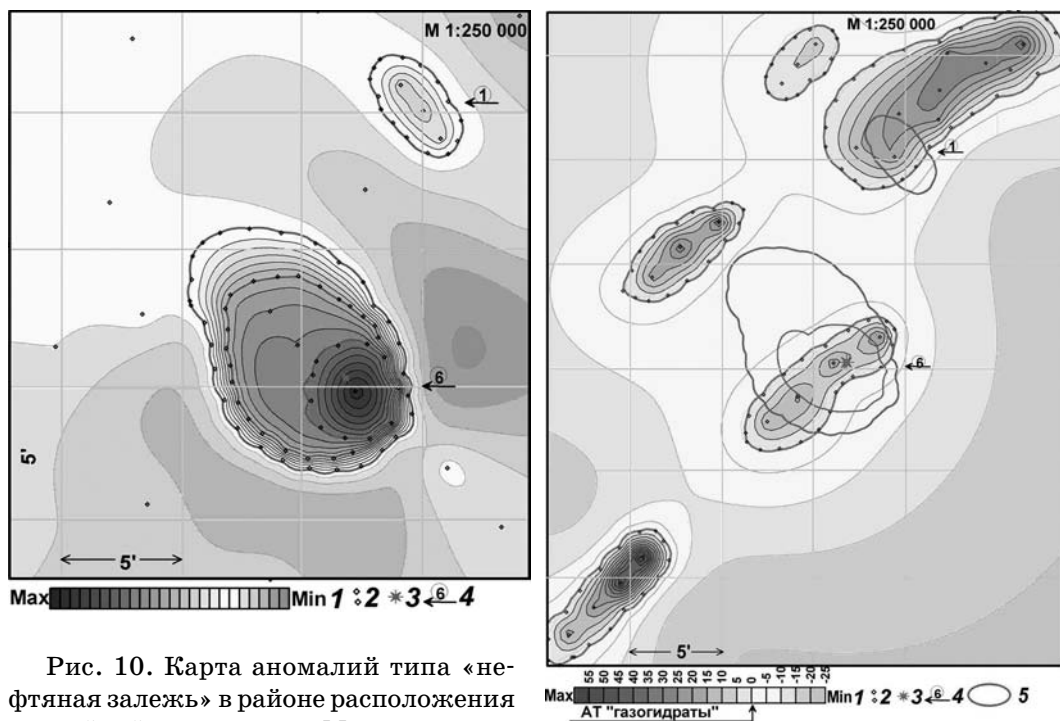 M 1:250 000
1
6
5'
5'
Max Min 1 2 3 6 4
Рис. 10. Карта аномалий типа «не-
фтяная залежь» в районе расположения
M 1:250 000
1
6
5'
55 50 45 40 35 30 25 20 15 10 5 0 -5 -10 -15 -20 -25
Max Min 1 2 3 6 4 5
АТ "газогидраты"